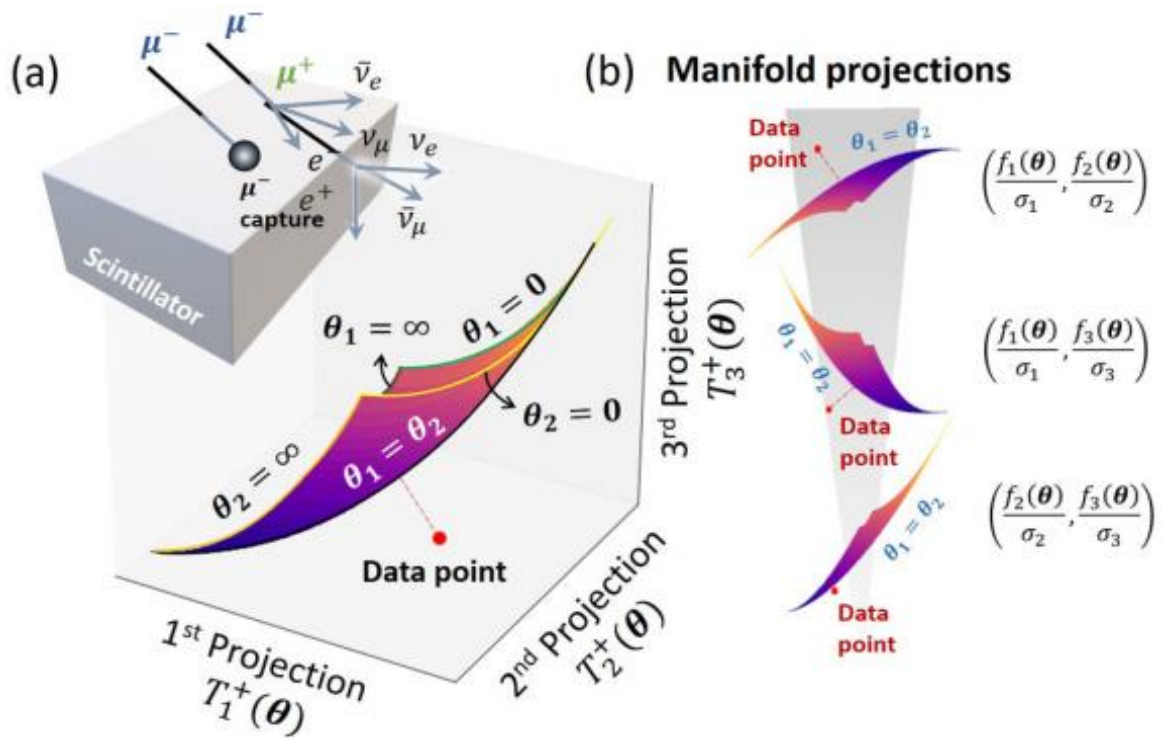 (a)
μ⁻
μ⁻
μ⁺
ν̄ₑ
ν_μ
νₑ
e⁻
e⁺
ν̄_μ
μ⁻
capture
Scintillator
θ₁ = ∞
θ₁ = 0
θ₂ = 0
θ₂ = ∞
θ₁ = θ₂
Data point
1st Projection
T₁⁺(θ)
2nd Projection
T₂⁺(θ)
3rd Projection
T₃⁺(θ)
(b) Manifold projections
Data
point
θ₁ = θ₂
(f₁(θ)/σ₁, f₂(θ)/σ₂)
θ₁ = θ₂
Data
point
(f₁(θ)/σ₁, f₃(θ)/σ₃)
θ₁ = θ₂
Data
point
(f₂(θ)/σ₂, f₃(θ)/σ₃)